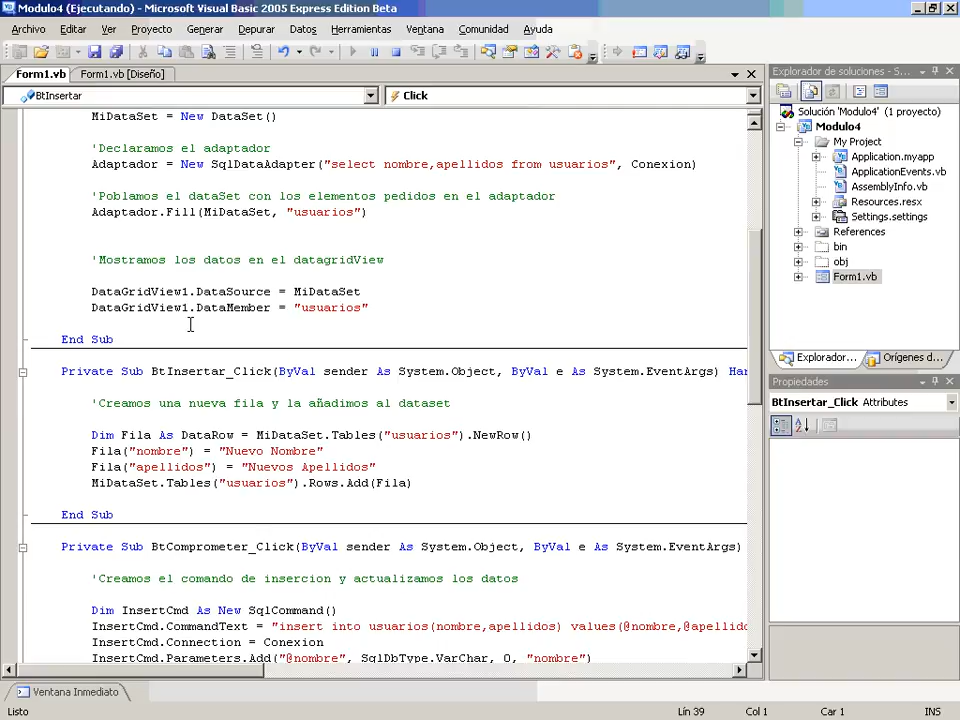 Modulo4 (Ejecutando) - Microsoft Visual Basic 2005 Express Edition Beta
Archivo Editar Ver Proyecto Generar Depurar Datos Herramientas Ventana Comunidad Ayuda
Form1.vb Form1.vb [Diseño]
BtInsertar Click
MiDataSet = New DataSet()
'Declaramos el adaptador
Adaptador = New SqlDataAdapter("select nombre,apellidos from usuarios", Conexion)
'Poblamos el dataSet con los elementos pedidos en el adaptador
Adaptador.Fill(MiDataSet, "usuarios")
'Mostramos los datos en el datagridView
DataGridView1.DataSource = MiDataSet
DataGridView1.DataMember = "usuarios"
End Sub
Private Sub BtInsertar_Click(ByVal sender As System.Object, ByVal e As System.EventArgs) Han
'Creamos una nueva fila y la añadimos al dataset
Dim Fila As DataRow = MiDataSet.Tables("usuarios").NewRow()
Fila("nombre") = "Nuevo Nombre"
Fila("apellidos") = "Nuevos Apellidos"
MiDataSet.Tables("usuarios").Rows.Add(Fila)
End Sub
Private Sub BtComprometer_Click(ByVal sender As System.Object, ByVal e As System.EventArgs)
'Creamos el comando de insercion y actualizamos los datos
Dim InsertCmd As New SqlCommand()
InsertCmd.CommandText = "insert into usuarios(nombre,apellidos) values(@nombre,@apellido
InsertCmd.Connection = Conexion
InsertCmd.Parameters.Add("@nombre", SqlDbType.VarChar, 0, "nombre")
Explorador de soluciones - S...
Solución 'Modulo4' (1 proyecto)
Modulo4
My Project
Application.myapp
ApplicationEvents.vb
AssemblyInfo.vb
Resources.resx
Settings.settings
References
bin
obj
Form1.vb
Explorador... Orígenes d...
Propiedades
BtInsertar_Click Attributes
Ventana Inmediato
Listo Lín 39 Col 1 Car 1 INS